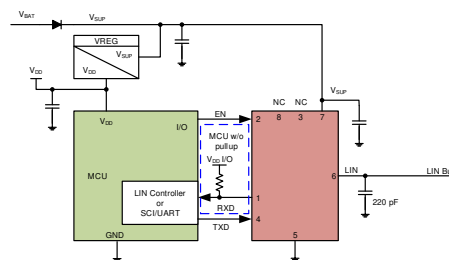 VBAT
VSUP
VREG
VSUP
VDD
VDD
VSUP
NC NC
EN
VDD
I/O
2
8
3
7
MCU w/o
pullup
VDD I/O
MCU
LIN
LIN Bu
6
LIN Controller
or
SCI/UART
1
RXD
220 pF
4
TXD
GND
5